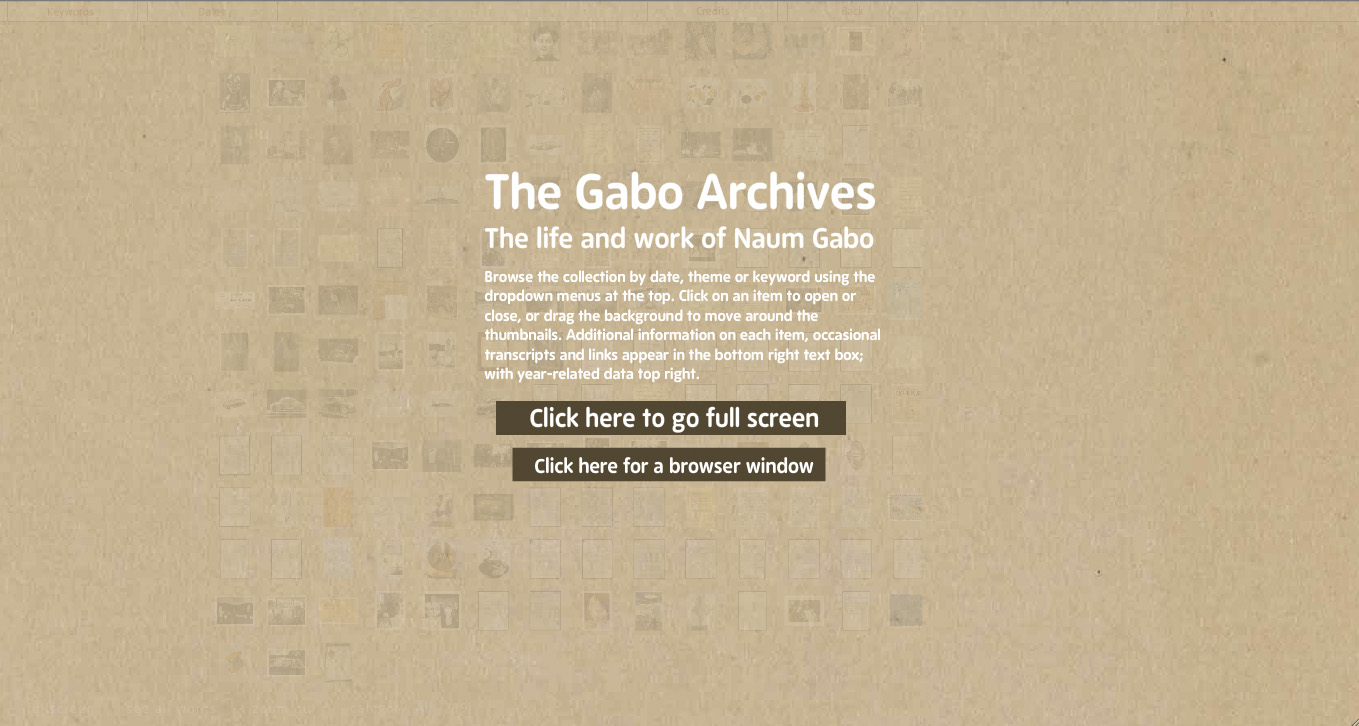 Keywords Dates Credits Back
The Gabo Archives
The life and work of Naum Gabo
Browse the collection by date, theme or keyword using the
dropdown menus at the top. Click on an item to open or
close, or drag the background to move around the
thumbnails. Additional information on each item, occasional
transcripts and links appear in the bottom right text box;
with year-related data top right.
Click here to go full screen
Click here for a browser window